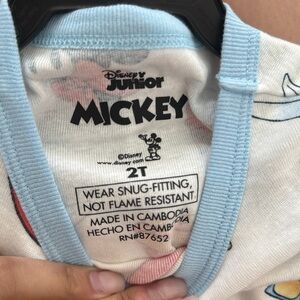 Disney
Junior
MICKEY
©Disney
www.disney.com
2T
WEAR SNUG-FITTING,
NOT FLAME RESISTANT
MADE IN CAMBODIA
HECHO EN CAMBODIA
RN#87652